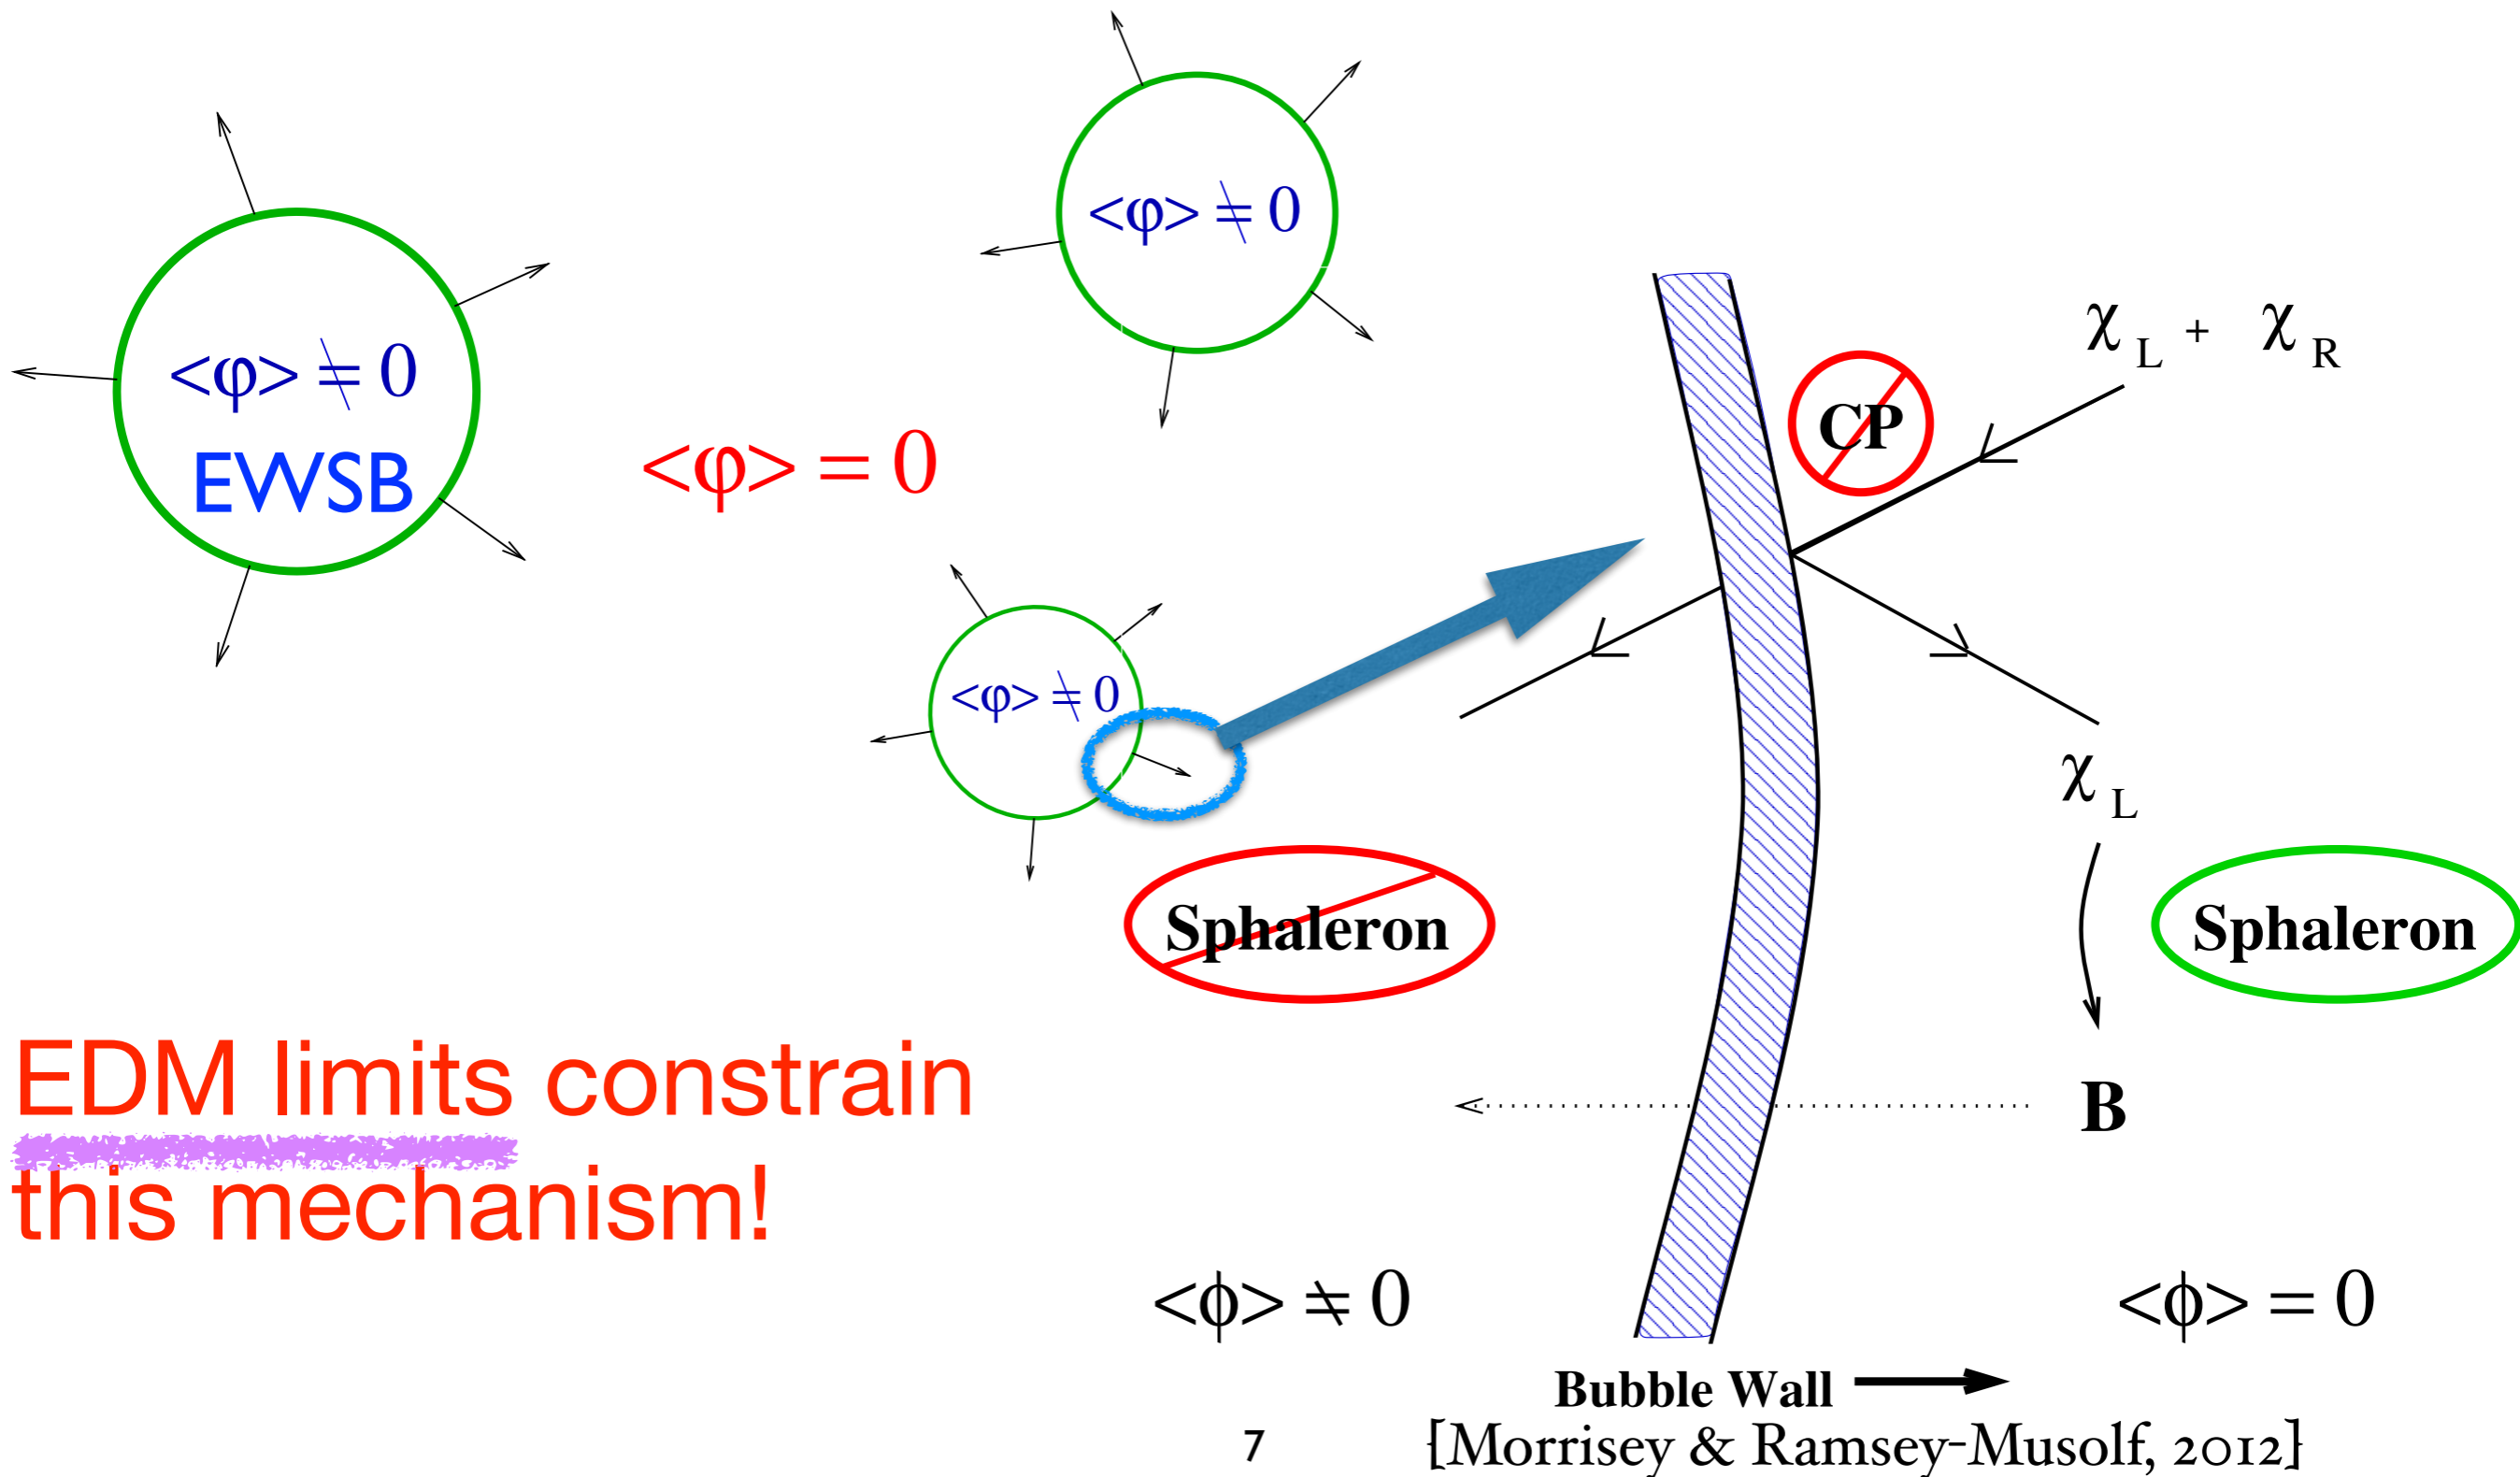 <φ> ≠ 0
<φ> ≠ 0
EWSB
<φ> = 0
<φ> ≠ 0
CP
χ L + χ R
χ L
Sphaleron
Sphaleron
B
EDM limits constrain
this mechanism!
<ϕ> ≠ 0
<ϕ> = 0
Bubble Wall
7
[Morrisey & Ramsey-Musolf, 2012]